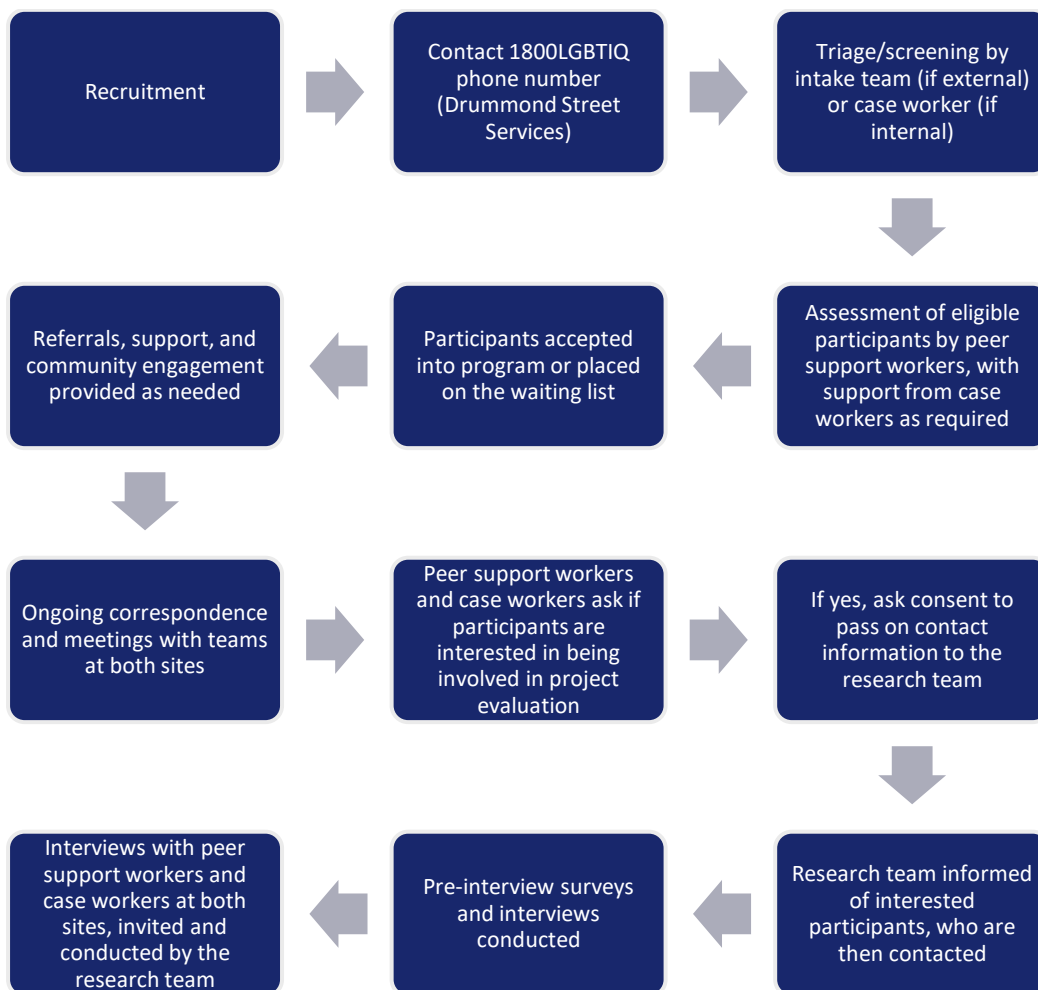 Recruitment
Contact 1800LGBTIQ
phone number
(Drummond Street
Services)
Triage/screening by
intake team (if external)
or case worker (if
internal)
Assessment of eligible
participants by peer
support workers, with
support from case
workers as required
Participants accepted
into program or placed
on the waiting list
Referrals, support, and
community engagement
provided as needed
Ongoing correspondence
and meetings with teams
at both sites
Peer support workers
and case workers ask if
participants are
interested in being
involved in project
evaluation
If yes, ask consent to
pass on contact
information to the
research team
Research team informed
of interested
participants, who are
then contacted
Pre-interview surveys
and interviews
conducted
Interviews with peer
support workers and
case workers at both
sites, invited and
conducted by the
research team